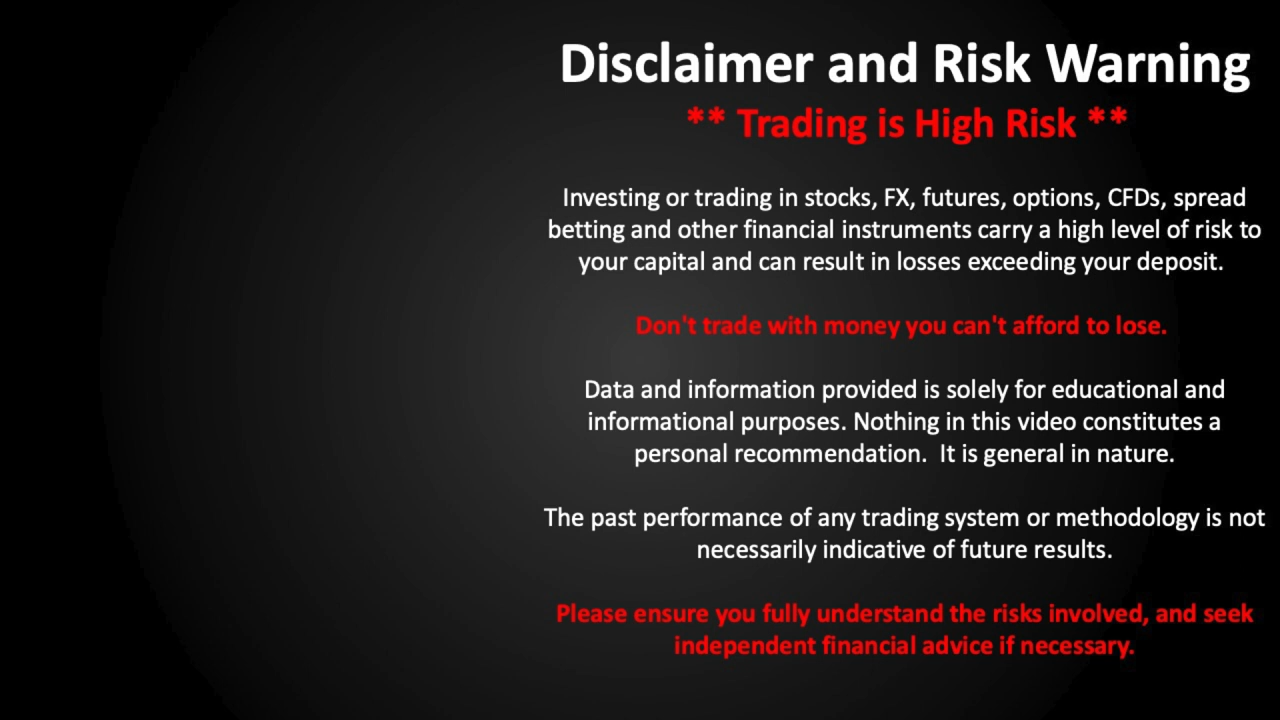 Disclaimer and Risk Warning
** Trading is High Risk **
Investing or trading in stocks, FX, futures, options, CFDs, spread
betting and other financial instruments carry a high level of risk to
your capital and can result in losses exceeding your deposit.
Don't trade with money you can't afford to lose.
Data and information provided is solely for educational and
informational purposes. Nothing in this video constitutes a
personal recommendation.  It is general in nature.
The past performance of any trading system or methodology is not
necessarily indicative of future results.
Please ensure you fully understand the risks involved, and seek
independent financial advice if necessary.